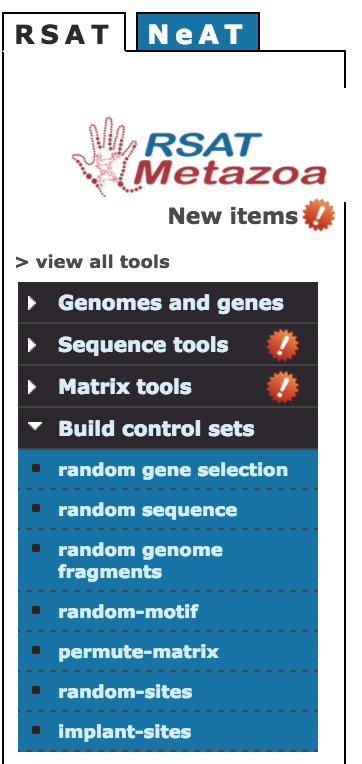 RSAT NeAT
RSAT
Metazoa
New items !
> view all tools
Genomes and genes
Sequence tools !
Matrix tools !
Build control sets
random gene selection
random sequence
random genome
fragments
random-motif
permute-matrix
random-sites
implant-sites